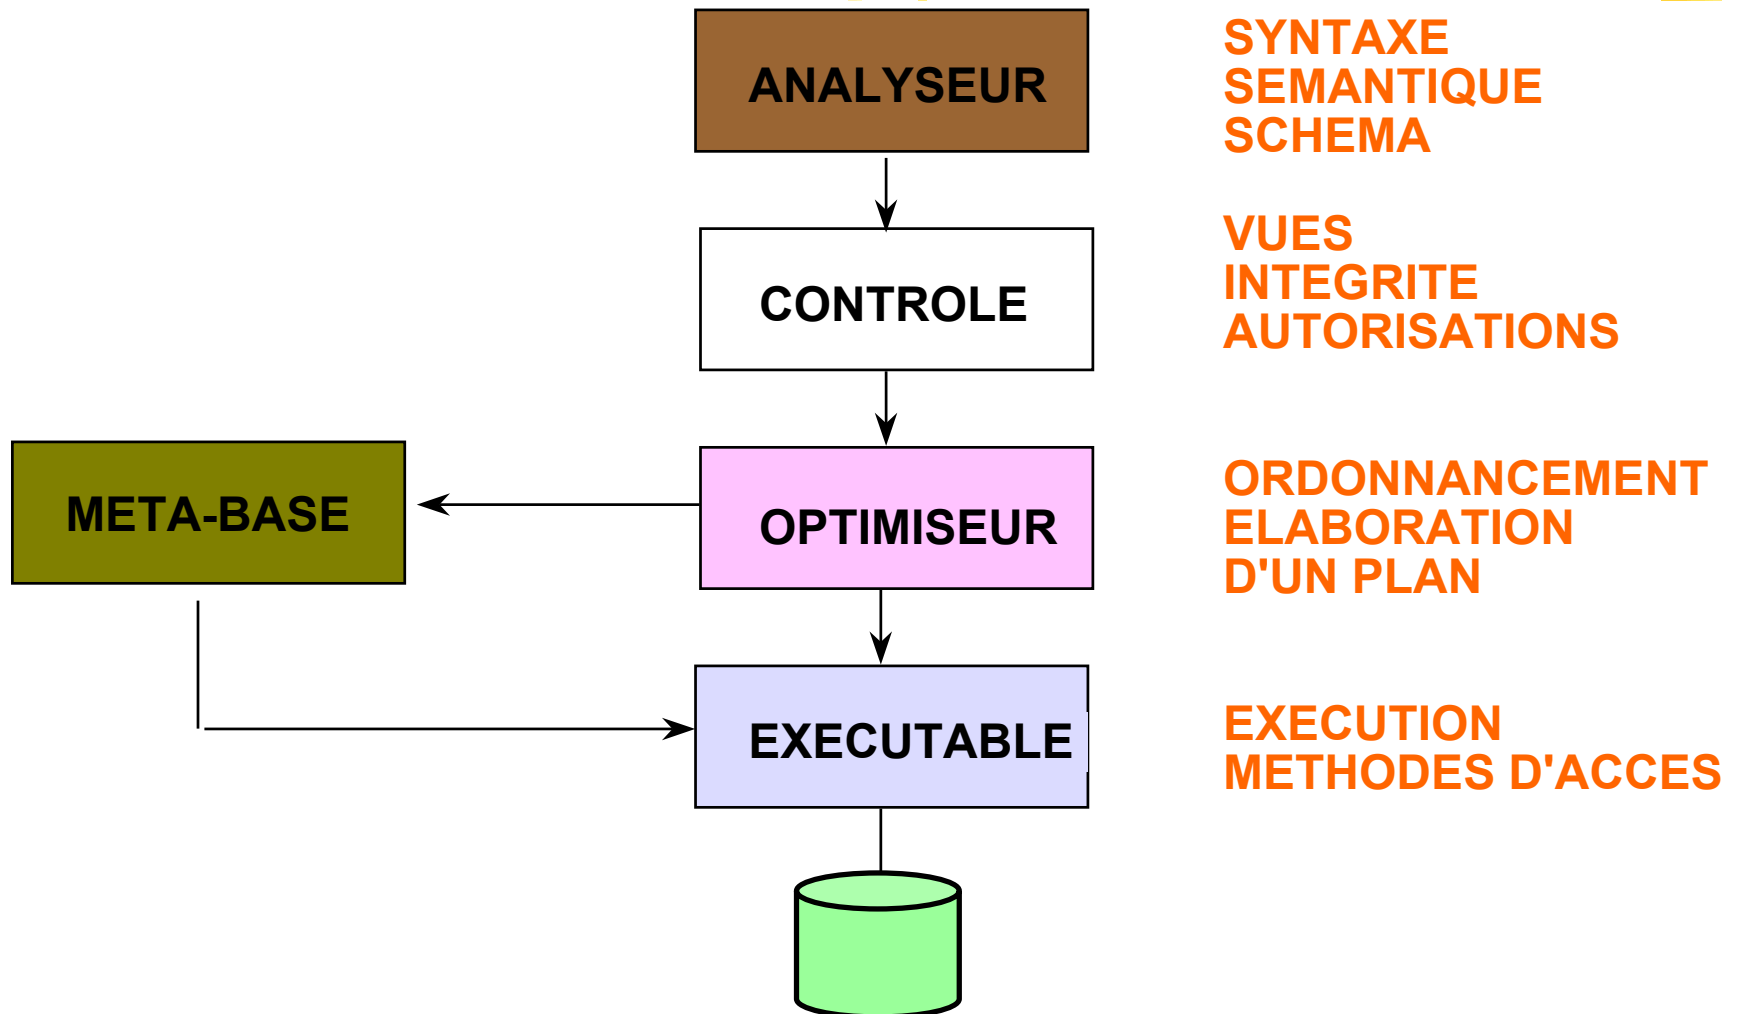 ANALYSEUR
SYNTAXE
SEMANTIQUE
SCHEMA
CONTROLE
VUES
INTEGRITE
AUTORISATIONS
META-BASE
OPTIMISEUR
ORDONNANCEMENT
ELABORATION
D'UN PLAN
EXECUTABLE
EXECUTION
METHODES D'ACCES